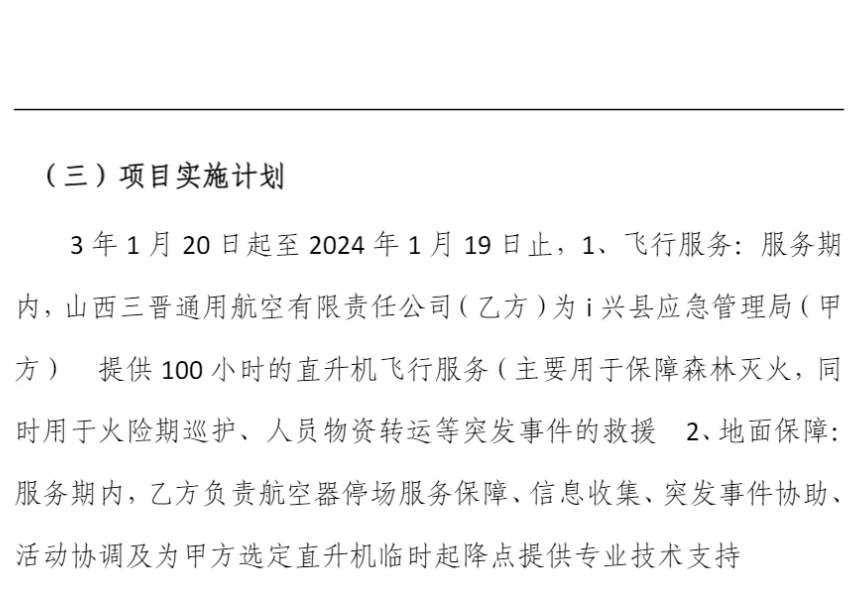 （三）项目实施计划
3 年 1 月 20 日起至 2024 年 1 月 19 日止，1、飞行服务：服务期
内，山西三晋通用航空有限责任公司（乙方）为 i 兴县应急管理局（甲
方） 提供 100 小时的直升机飞行服务（主要用于保障森林灭火，同
时用于火险期巡护、人员物资转运等突发事件的救援 2、地面保障：
服务期内，乙方负责航空器停场服务保障、信息收集、突发事件协助、
活动协调及为甲方选定直升机临时起降点提供专业技术支持